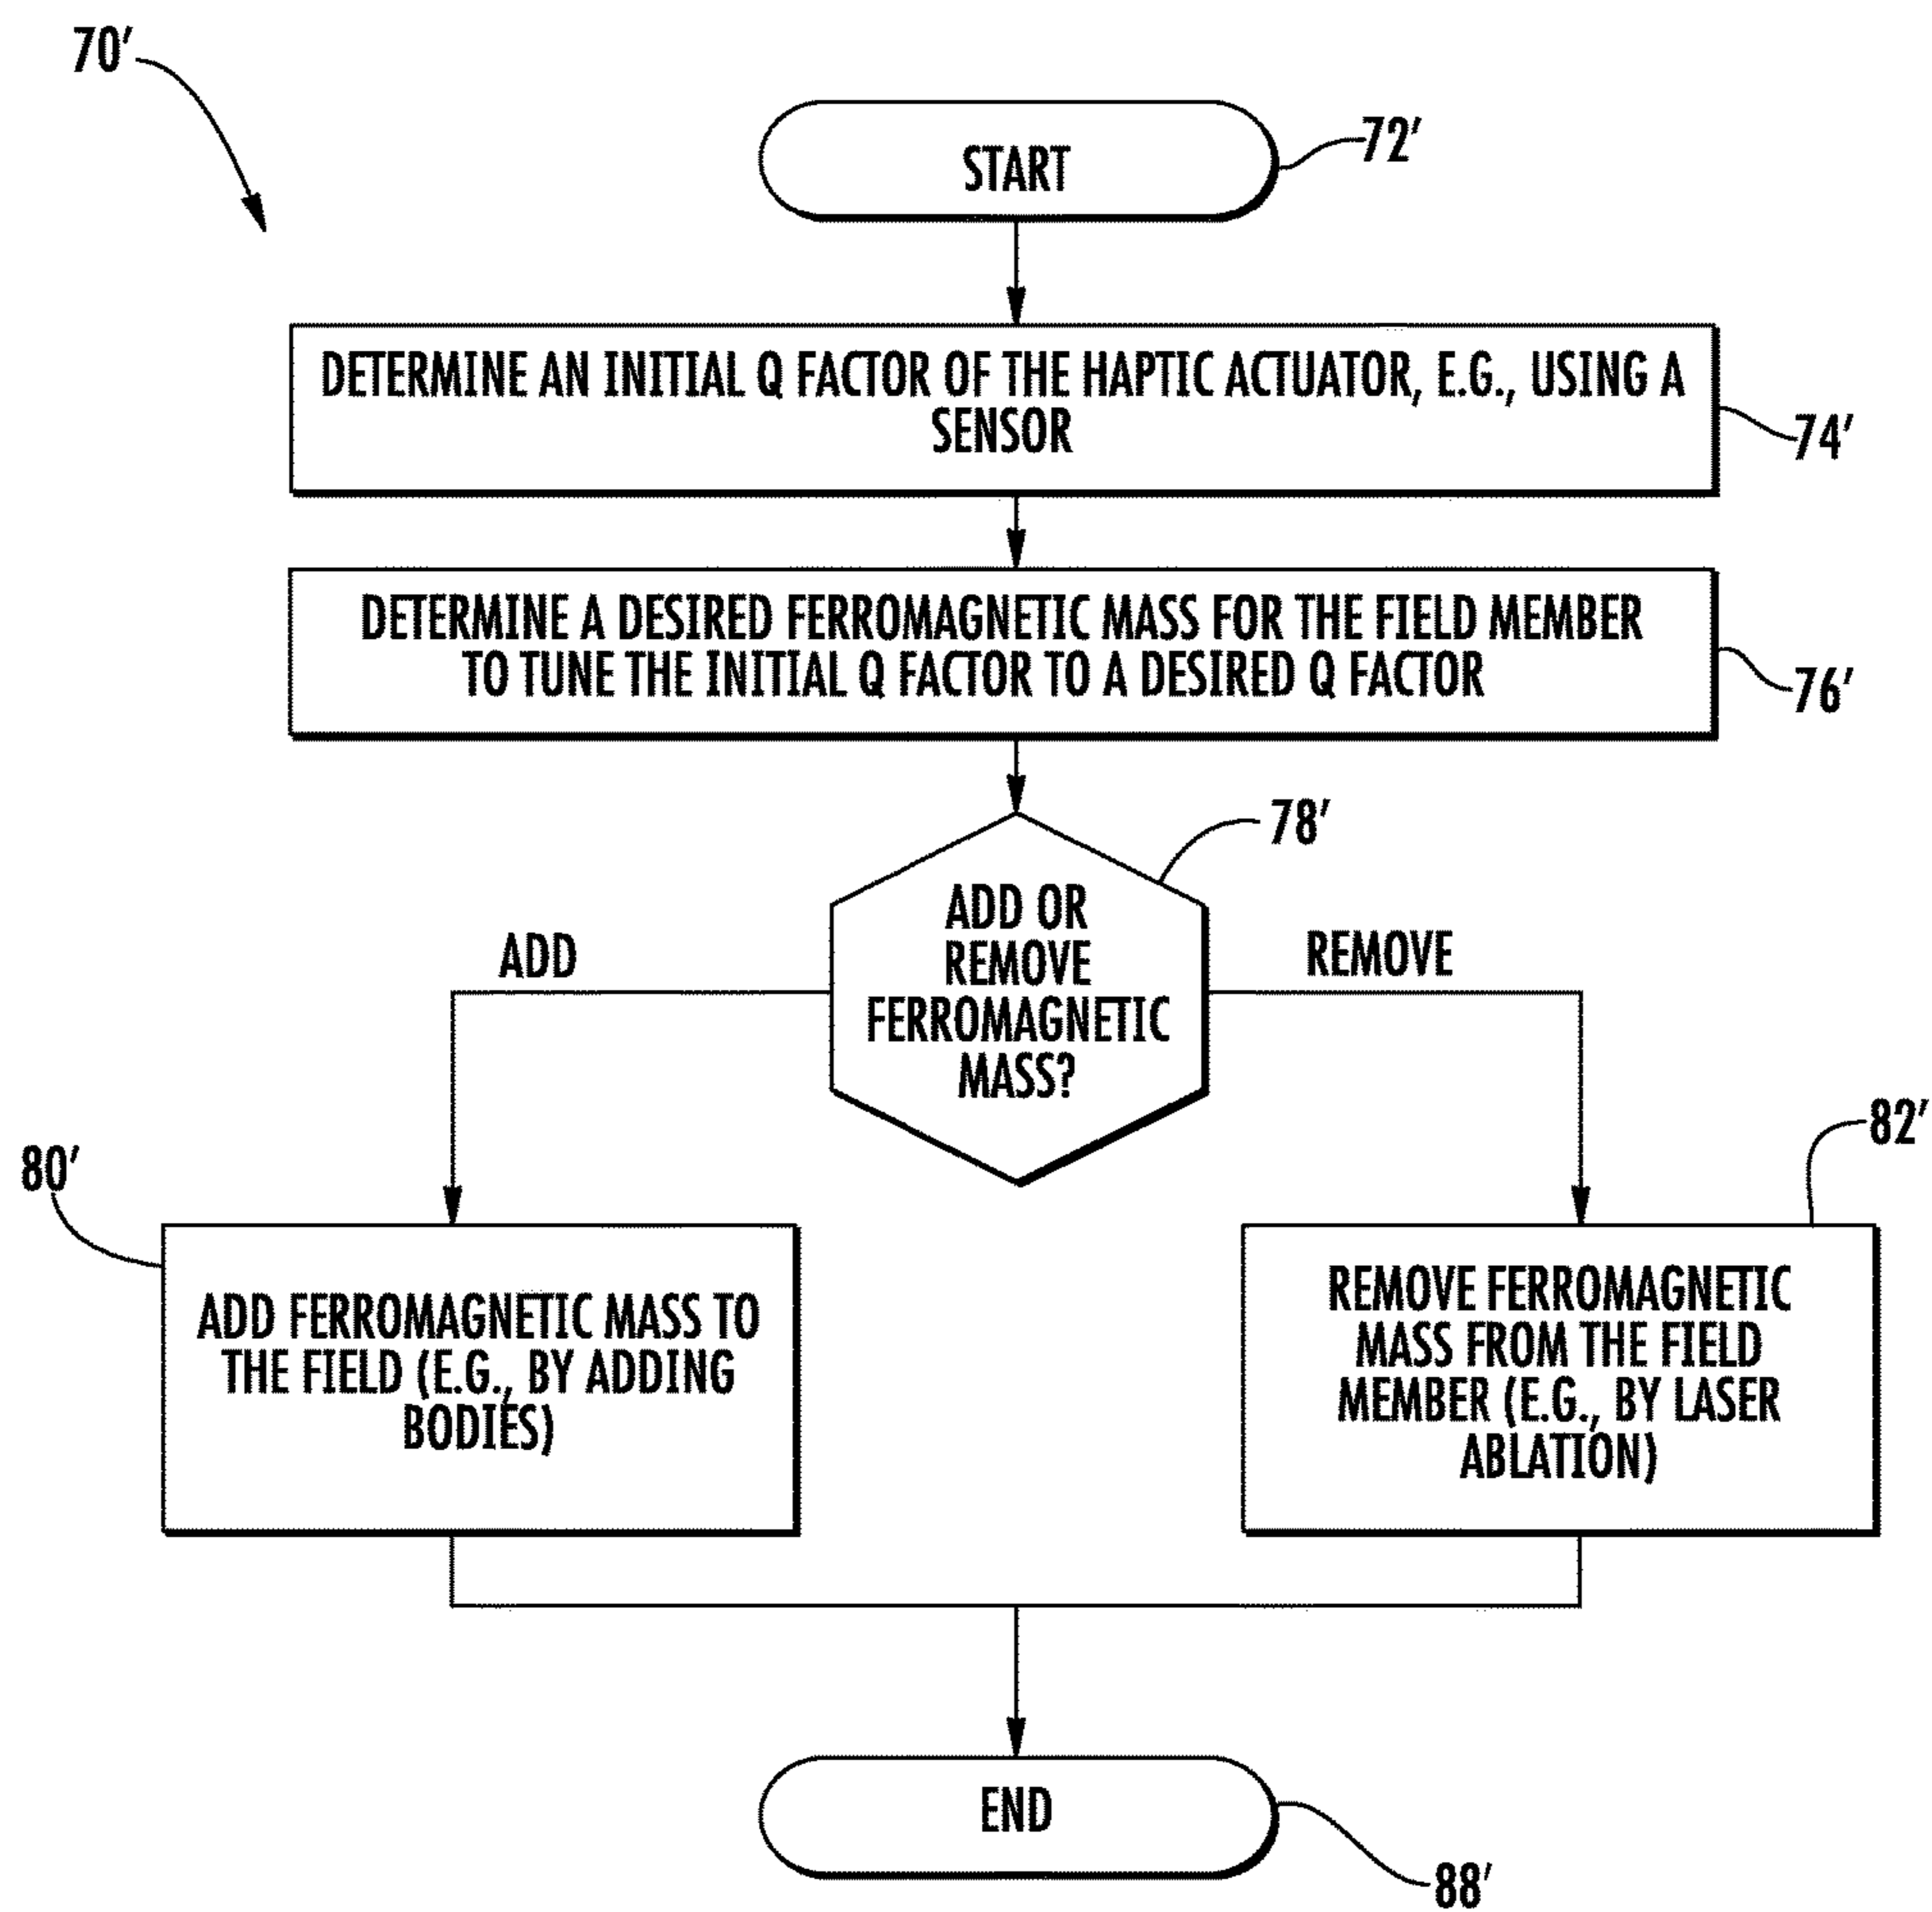 70'
START
72'
DETERMINE AN INITIAL Q FACTOR OF THE HAPTIC ACTUATOR, E.G., USING A
SENSOR
74'
DETERMINE A DESIRED FERROMAGNETIC MASS FOR THE FIELD MEMBER
TO TUNE THE INITIAL Q FACTOR TO A DESIRED Q FACTOR
76'
78'
ADD OR
REMOVE
FERROMAGNETIC
MASS?
ADD
REMOVE
80'
ADD FERROMAGNETIC MASS TO
THE FIELD (E.G., BY ADDING
BODIES)
82'
REMOVE FERROMAGNETIC
MASS FROM THE FIELD
MEMBER (E.G., BY LASER
ABLATION)
END
88'